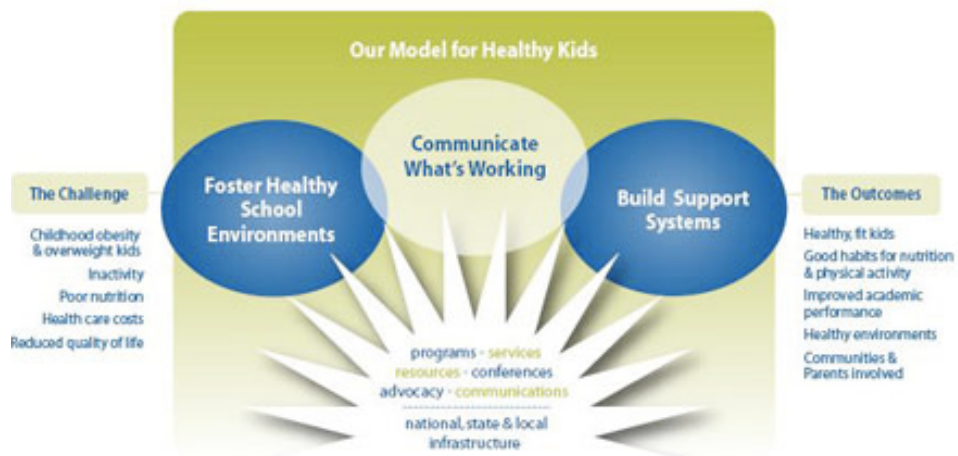 Our Model for Healthy Kids
Communicate
What's Working
Foster Healthy
School
Environments
Build Support
Systems
The Challenge
Childhood obesity
& overweight kids
Inactivity
Poor nutrition
Health care costs
Reduced quality of life
The Outcomes
Healthy, fit kids
Good habits for nutrition
& physical activity
Improved academic
performance
Healthy environments
Communities &
Parents involved
programs - services
resources - conferences
advocacy - communications
national, state & local
infrastructure